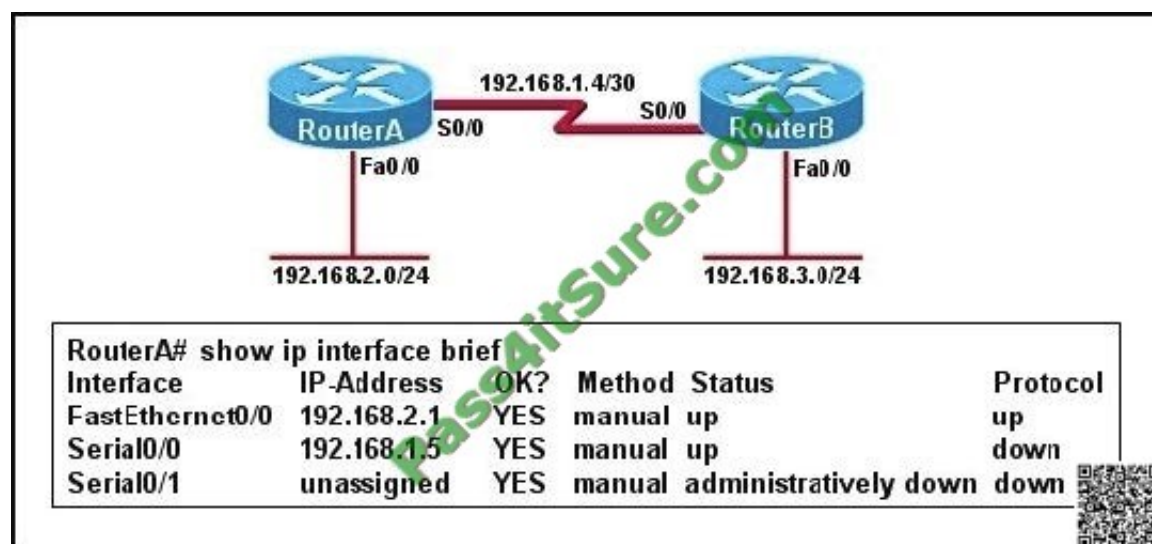 192.168.1.4/30
S0/0
S0/0
RouterA
RouterB
Fa0/0
Fa0/0
192.168.2.0/24
192.168.3.0/24
Pass4itSure.com
RouterA# show ip interface brief
Interface IP-Address OK? Method Status Protocol
FastEthernet0/0 192.168.2.1 YES manual up up
Serial0/0 192.168.1.5 YES manual up down
Serial0/1 unassigned YES manual administratively down down